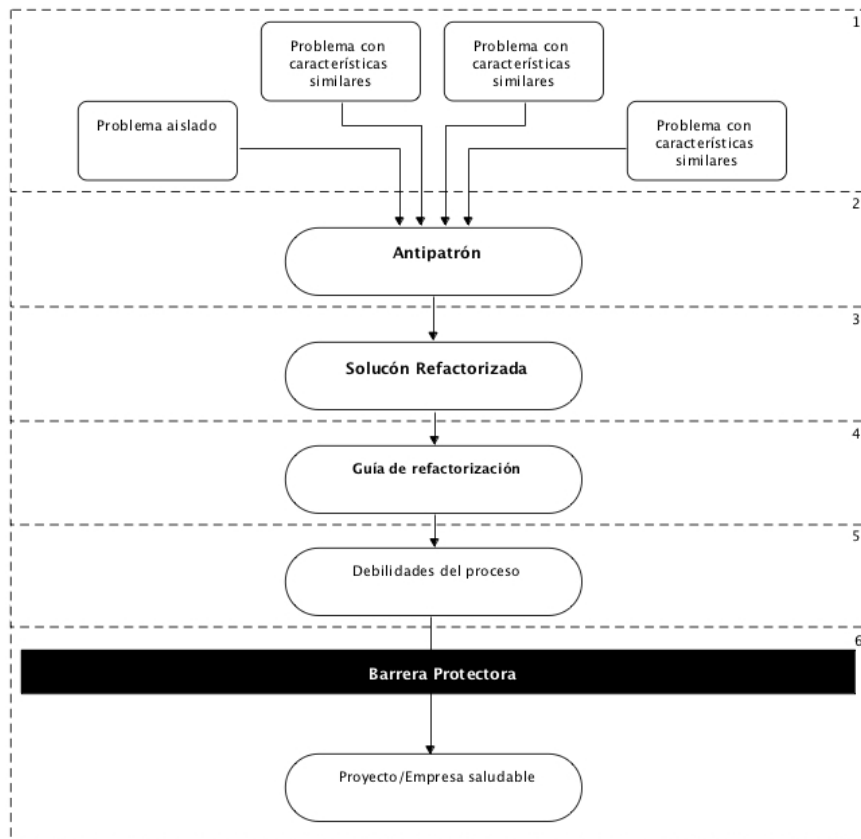 1
Problema con
características
similares
Problema con
características
similares
Problema aislado
Problema con
características
similares
2
Antipatrón
3
Solucón Refactorizada
4
Guía de refactorización
5
Debilidades del proceso
6
Barrera Protectora
Proyecto/Empresa saludable